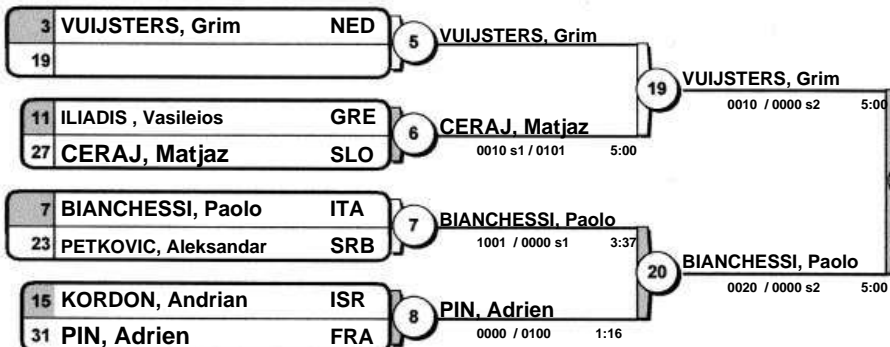 3 VUIJSTERS, Grim NED
19
5 VUIJSTERS, Grim
11 ILIADIS , Vasileios GRE
27 CERAJ, Matjaz SLO
6 CERAJ, Matjaz
0010 s1 / 0101 5:00
19 VUIJSTERS, Grim
0010 / 0000 s2 5:00
7 BIANCHESSI, Paolo ITA
23 PETKOVIC, Aleksandar SRB
7 BIANCHESSI, Paolo
1001 / 0000 s1 3:37
15 KORDON, Andrian ISR
31 PIN, Adrien FRA
8 PIN, Adrien
0000 / 0100 1:16
20 BIANCHESSI, Paolo
0020 / 0000 s2 5:00